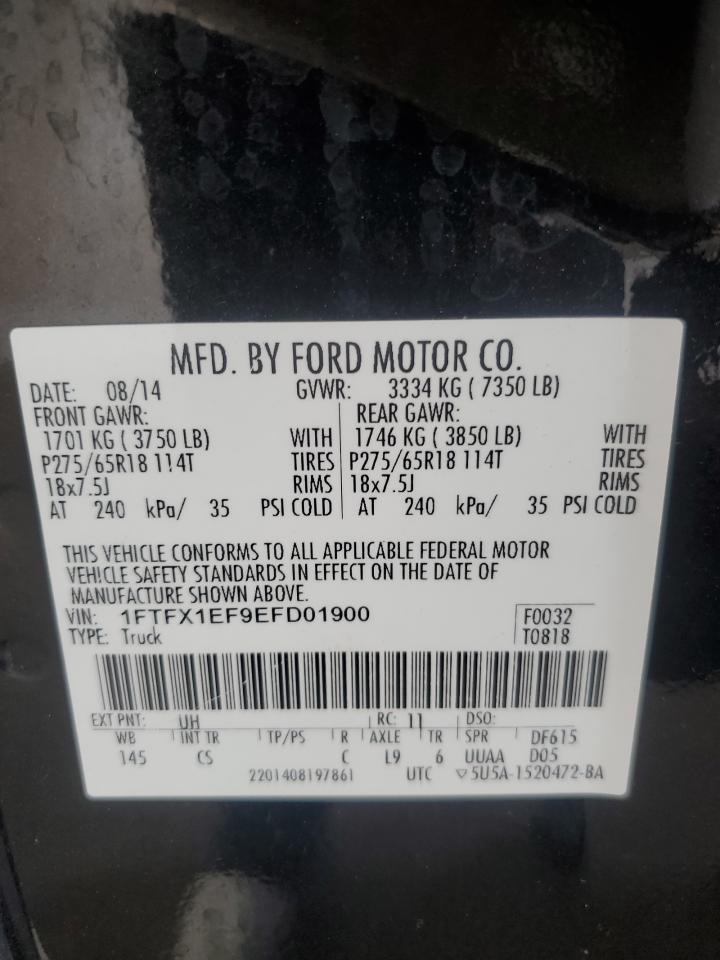 MFD. BY FORD MOTOR CO.
DATE: 08/14 GVWR: 3334 KG ( 7350 LB)
FRONT GAWR: REAR GAWR:
1701 KG ( 3750 LB) WITH 1746 KG ( 3850 LB) WITH
P275/65R18 114T TIRES P275/65R18 114T TIRES
18x7.5J RIMS 18x7.5J RIMS
AT 240 kPa/ 35 PSI COLD AT 240 kPa/ 35 PSI COLD
THIS VEHICLE CONFORMS TO ALL APPLICABLE FEDERAL MOTOR
VEHICLE SAFETY STANDARDS IN EFFECT ON THE DATE OF
MANUFACTURE SHOWN ABOVE.
VIN: 1FTFX1EF9EFD01900 F0032
TYPE: Truck T0818
EXT PNT: UH RC: 11 DSO:
WB INT TR TP/PS R AXLE TR SPR DF615
145 CS C L9 6 UUAA D05
2201408197861 UTC ▽5U5A-1520472-BA